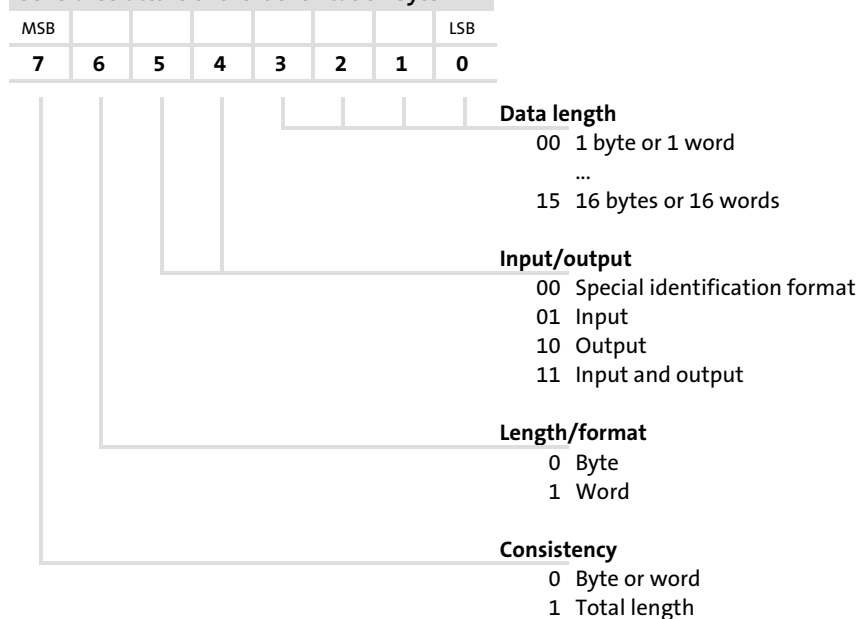 MSB LSB
7 6 5 4 3 2 1 0
Data length
00 1 byte or 1 word
...
15 16 bytes or 16 words
Input/output
00 Special identification format
01 Input
10 Output
11 Input and output
Length/format
0 Byte
1 Word
Consistency
0 Byte or word
1 Total length